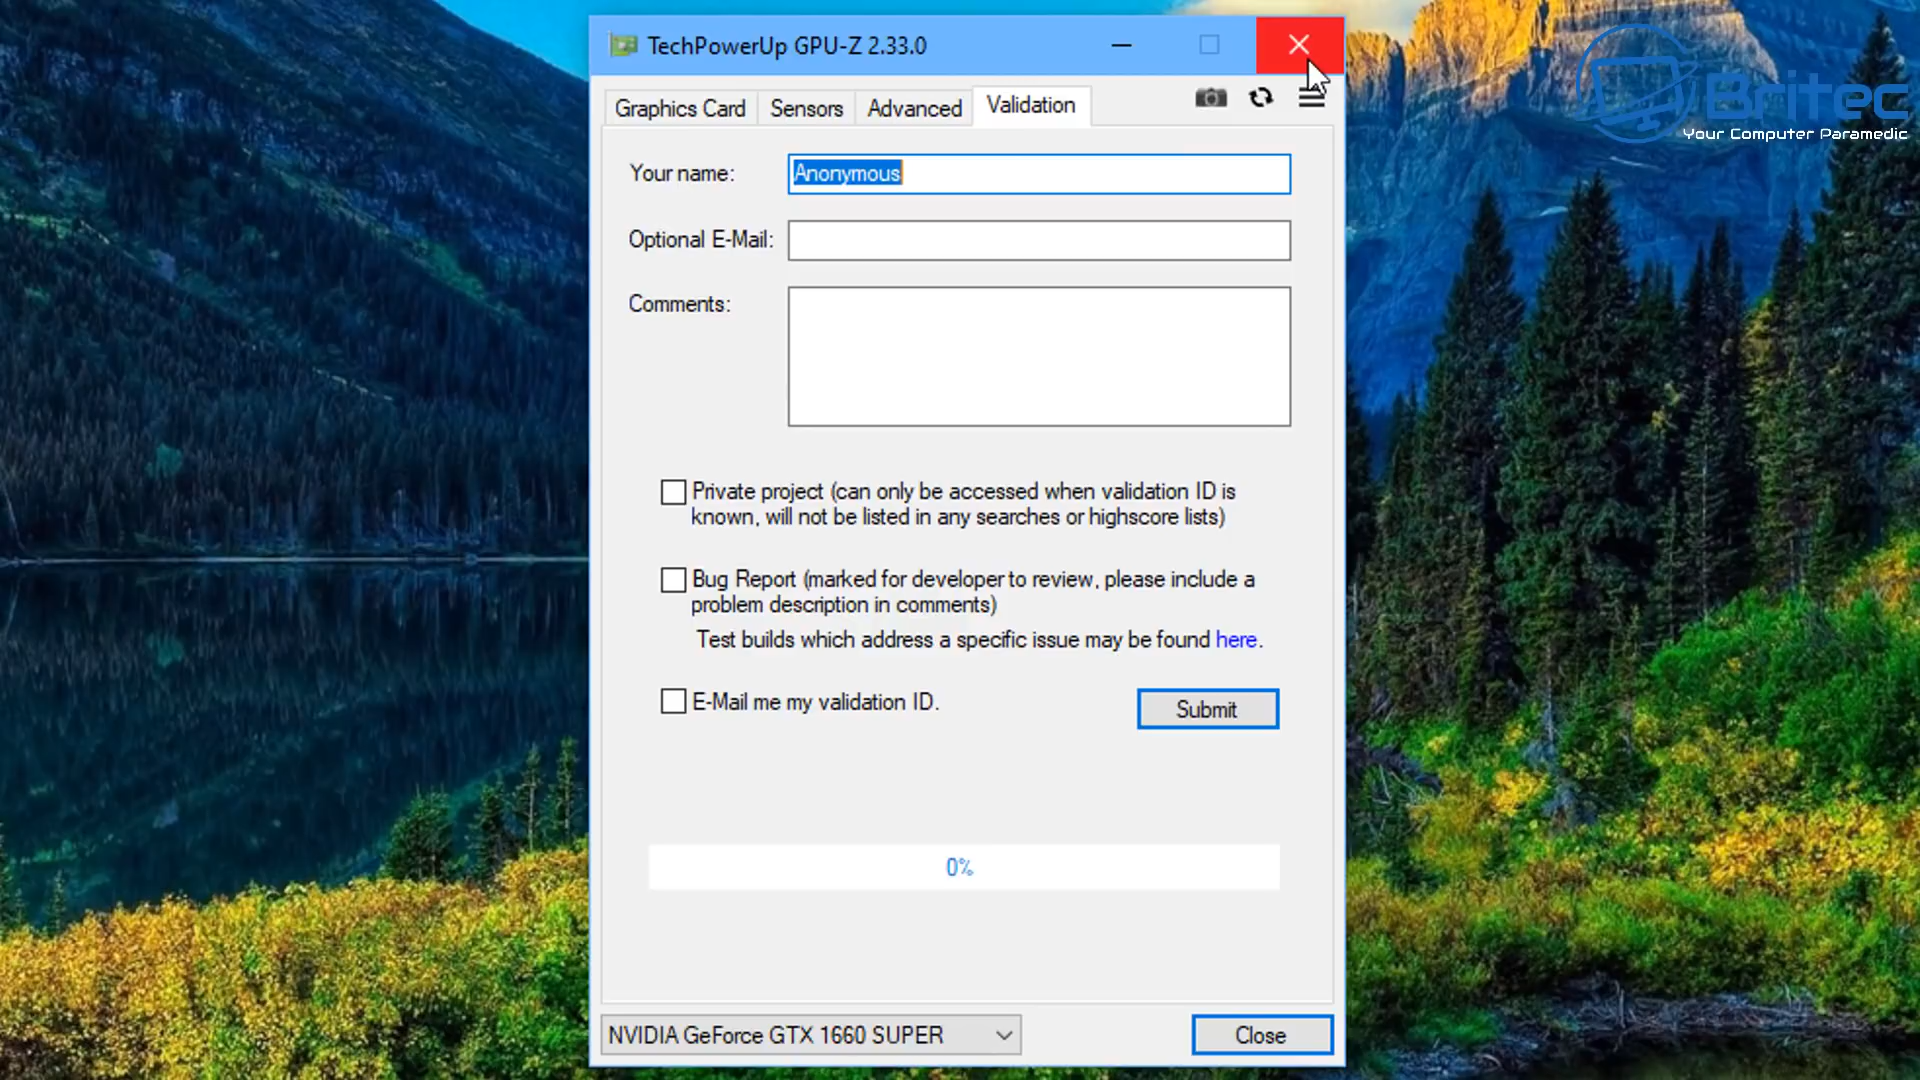 TechPowerUp GPU-Z 2.33.0
Graphics Card
Sensors
Advanced
Validation
Britec
Your Computer Paramedic
Your name:
Anonymous
Optional E-Mail:
Comments:
Private project (can only be accessed when validation ID is
known, will not be listed in any searches or highscore lists)
Bug Report (marked for developer to review, please include a
problem description in comments)
Test builds which address a specific issue may be found here.
E-Mail me my validation ID.
Submit
0%
NVIDIA GeForce GTX 1660 SUPER
Close